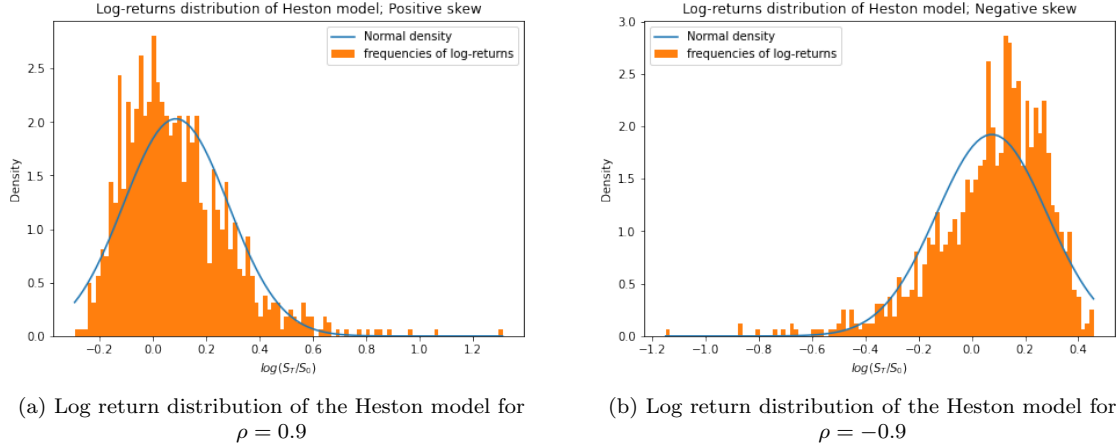 Log-returns distribution of Heston model; Positive skew
Normal density
frequencies of log-returns
Density
2.5
2.0
1.5
1.0
0.5
0.0
−0.2 0.0 0.2 0.4 0.6 0.8 1.0 1.2
log(S_T/S_0)
(a) Log return distribution of the Heston model for
ρ = 0.9
Log-returns distribution of Heston model; Negative skew
Normal density
frequencies of log-returns
Density
3.0
2.5
2.0
1.5
1.0
0.5
0.0
−1.2 −1.0 −0.8 −0.6 −0.4 −0.2 0.0 0.2 0.4
log(S_T/S_0)
(b) Log return distribution of the Heston model for
ρ = −0.9